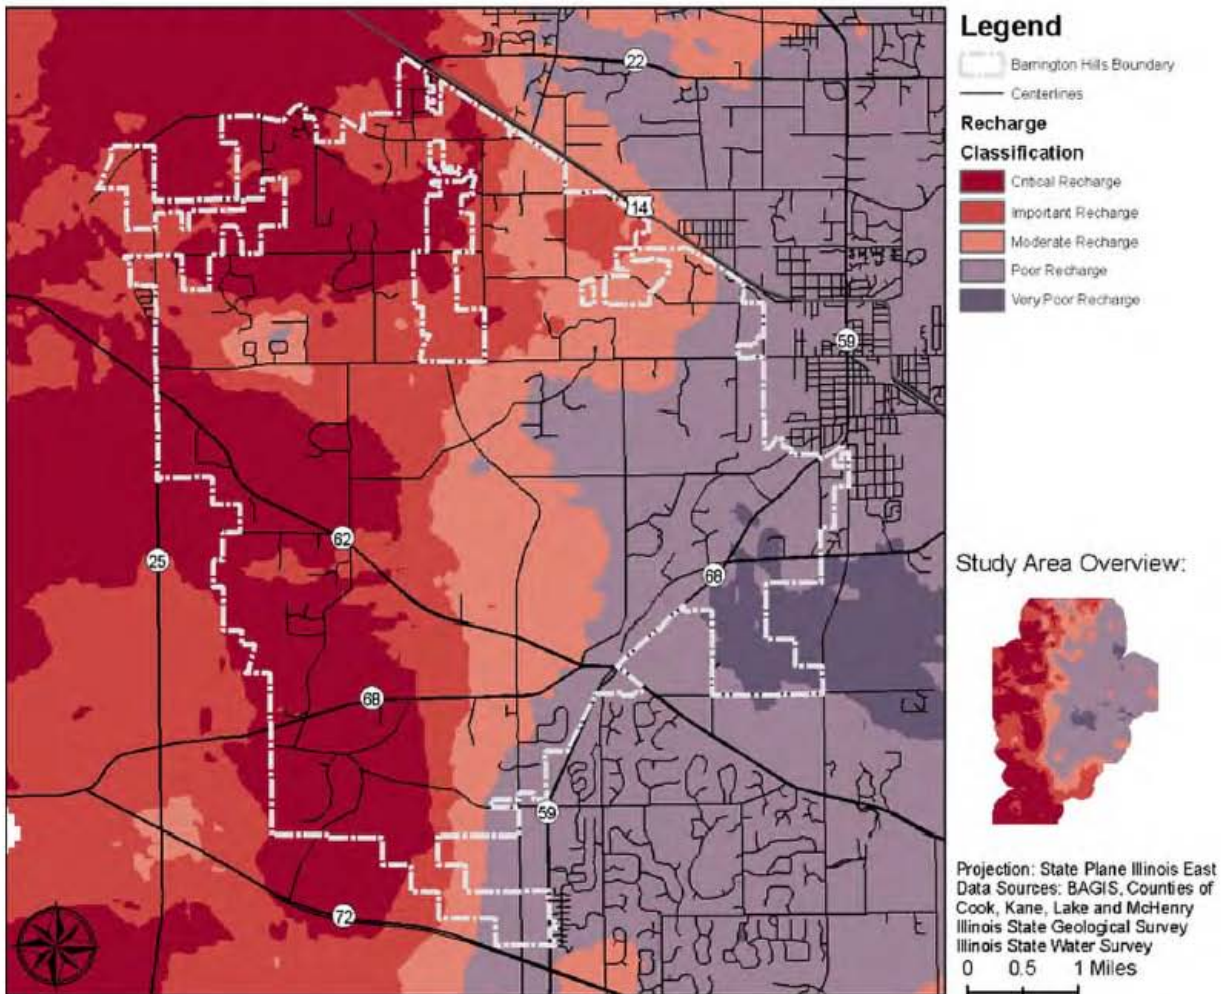 Legend
Barrington Hills Boundary
Centerlines
Recharge
Classification
Critical Recharge
Important Recharge
Moderate Recharge
Poor Recharge
Very Poor Recharge
22
14
59
62
25
68
68
59
72
Study Area Overview:
Projection: State Plane Illinois East
Data Sources: BAGIS, Counties of
Cook, Kane, Lake and McHenry
Illinois State Geological Survey
Illinois State Water Survey
0 0.5 1 Miles